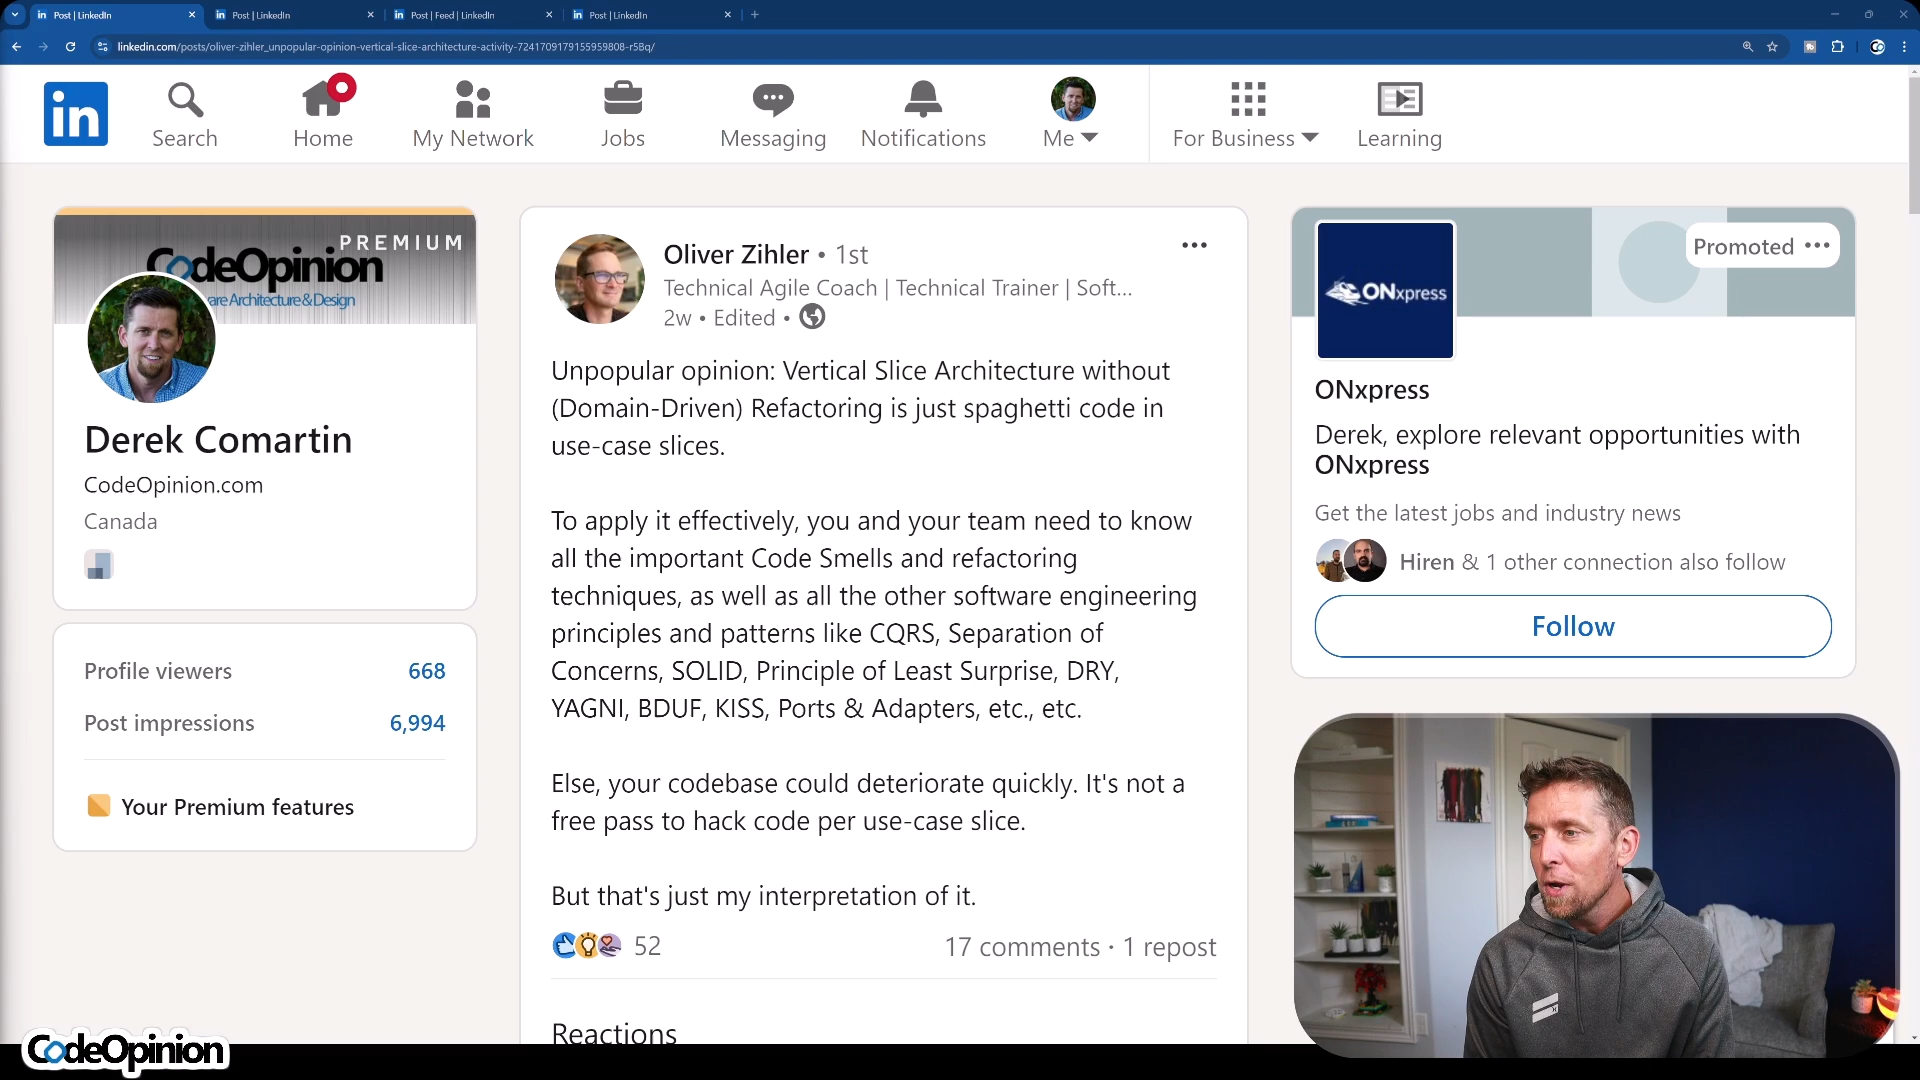 Post | LinkedIn
Post | LinkedIn
Post | Feed | LinkedIn
Post | LinkedIn
linkedin.com/posts/oliver-zihler_unpopular-opinion-vertical-slice-architecture-activity-7241709179155959808-r5Bq/
in
Search
Home
My Network
Jobs
Messaging
Notifications
Me
For Business
Learning
PREMIUM
CodeOpinion
are Architecture & Design
Derek Comartin
CodeOpinion.com
Canada
Profile viewers 668
Post impressions 6,994
Your Premium features
Oliver Zihler • 1st
Technical Agile Coach | Technical Trainer | Soft...
2w • Edited •
Unpopular opinion: Vertical Slice Architecture without
(Domain-Driven) Refactoring is just spaghetti code in
use-case slices.
To apply it effectively, you and your team need to know
all the important Code Smells and refactoring
techniques, as well as all the other software engineering
principles and patterns like CQRS, Separation of
Concerns, SOLID, Principle of Least Surprise, DRY,
YAGNI, BDUF, KISS, Ports & Adapters, etc., etc.
Else, your codebase could deteriorate quickly. It's not a
free pass to hack code per use-case slice.
But that's just my interpretation of it.
52
17 comments · 1 repost
Reactions
Promoted
ONxpress
ONxpress
Derek, explore relevant opportunities with
ONxpress
Get the latest jobs and industry news
Hiren & 1 other connection also follow
Follow
CodeOpinion